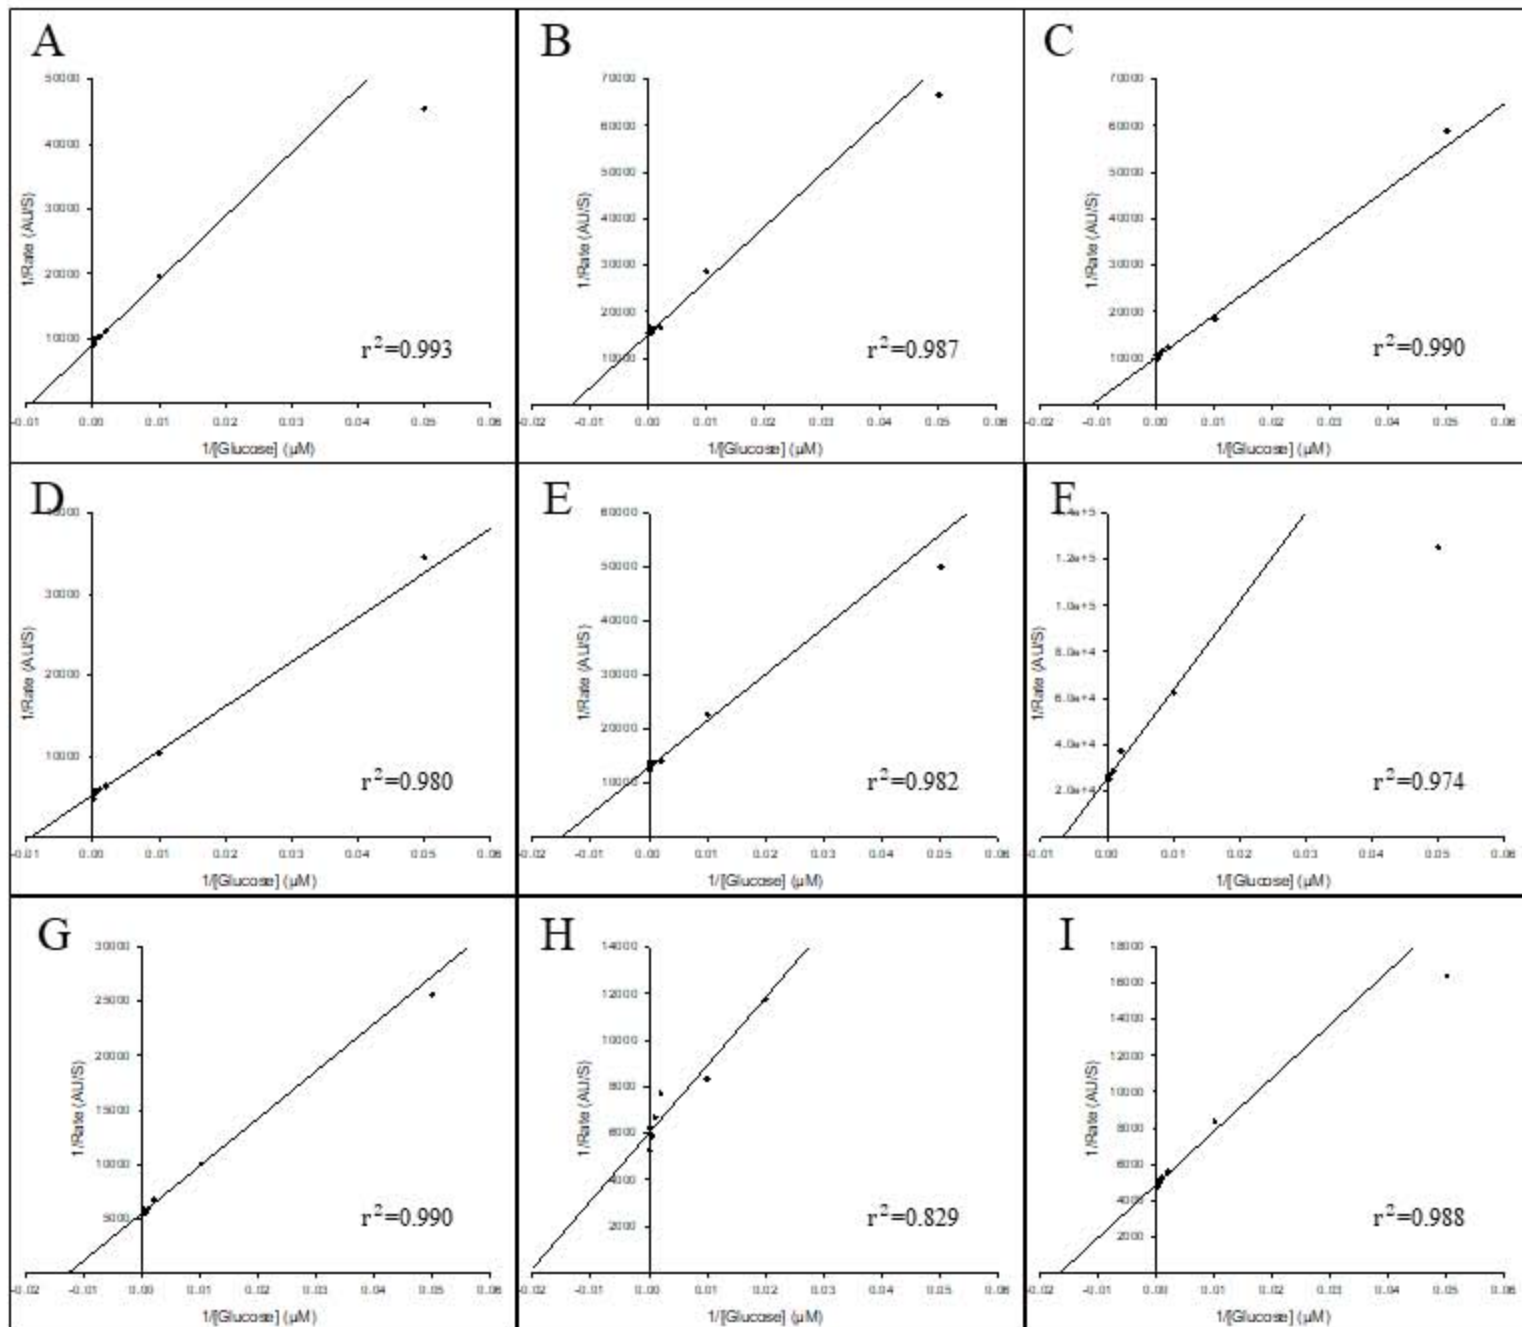 A
50000
40000
30000
20000
10000
1/Rate (AU/S)
r²=0.993
-0.01 0.00 0.01 0.02 0.03 0.04 0.05 0.06
1/[Glucose] (µM)
B
70000
60000
50000
40000
30000
20000
10000
1/Rate (AU/S)
r²=0.987
-0.02 -0.01 0.00 0.01 0.02 0.03 0.04 0.05 0.06
1/[Glucose] (µM)
C
70000
60000
50000
40000
30000
20000
10000
1/Rate (AU/S)
r²=0.990
-0.02 -0.01 0.00 0.01 0.02 0.03 0.04 0.05 0.06
1/[Glucose] (µM)
D
30000
20000
10000
1/Rate (AU/S)
r²=0.980
-0.01 0.00 0.01 0.02 0.03 0.04 0.05 0.06
1/[Glucose] (µM)
E
60000
50000
40000
30000
20000
10000
1/Rate (AU/S)
r²=0.982
-0.02 -0.01 0.00 0.01 0.02 0.03 0.04 0.05 0.06
1/[Glucose] (µM)
F
1.4e+5
1.2e+5
1.0e+5
8.0e+4
6.0e+4
4.0e+4
2.0e+4
1/Rate (AU/S)
r²=0.974
-0.01 0.00 0.01 0.02 0.03 0.04 0.05 0.06
1/[Glucose] (µM)
G
30000
25000
20000
15000
10000
5000
1/Rate (AU/S)
r²=0.990
-0.02 -0.01 0.00 0.01 0.02 0.03 0.04 0.05 0.06
1/[Glucose] (µM)
H
14000
12000
10000
8000
6000
4000
2000
1/Rate (AU/S)
r²=0.829
-0.02 -0.01 0.00 0.01 0.02 0.03 0.04 0.05 0.06
1/[Glucose] (µM)
I
18000
16000
14000
12000
10000
8000
6000
4000
2000
1/Rate (AU/S)
r²=0.988
-0.02 -0.01 0.00 0.01 0.02 0.03 0.04 0.05 0.06
1/[Glucose] (µM)